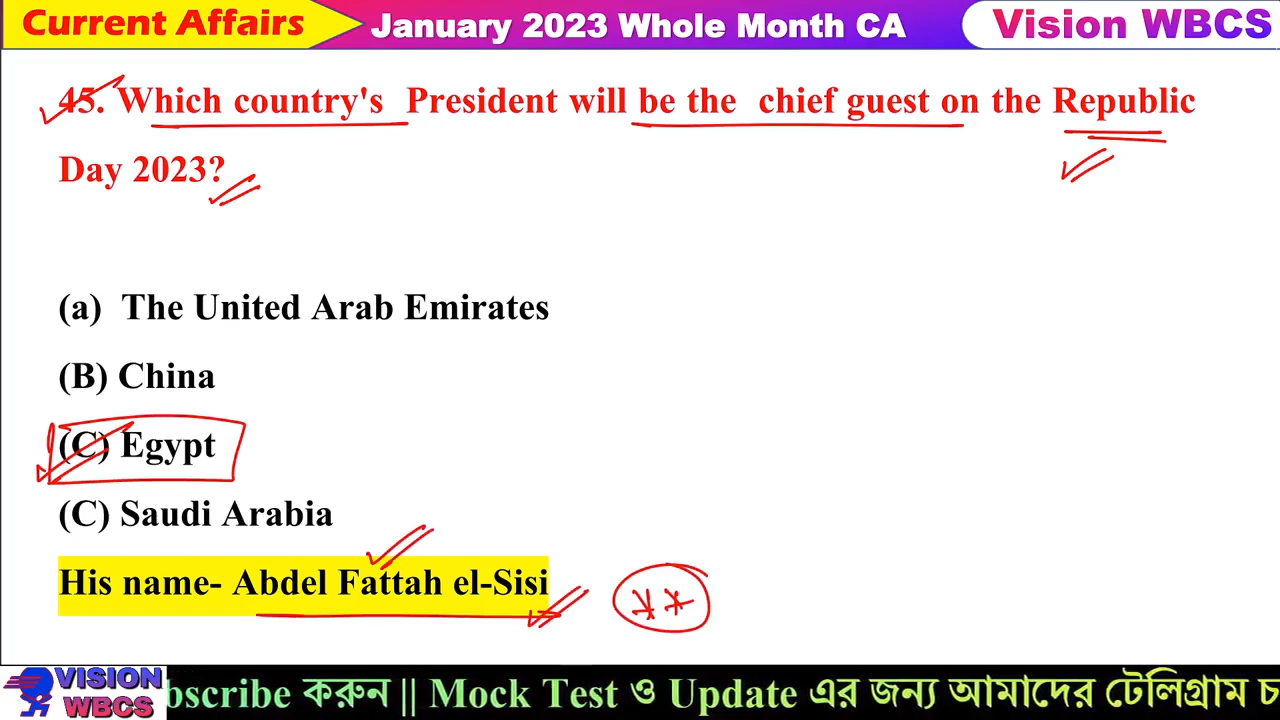 Current Affairs
January 2023 Whole Month CA
Vision WBCS
45. Which country's President will be the chief guest on the Republic
Day 2023?
(a) The United Arab Emirates
(B) China
(C) Egypt
(C) Saudi Arabia
His name- Abdel Fattah el-Sisi
**
VISION
WBCS
bscribe করুন || Mock Test ও Update এর জন্য আমাদের টেলিগ্রাম চ